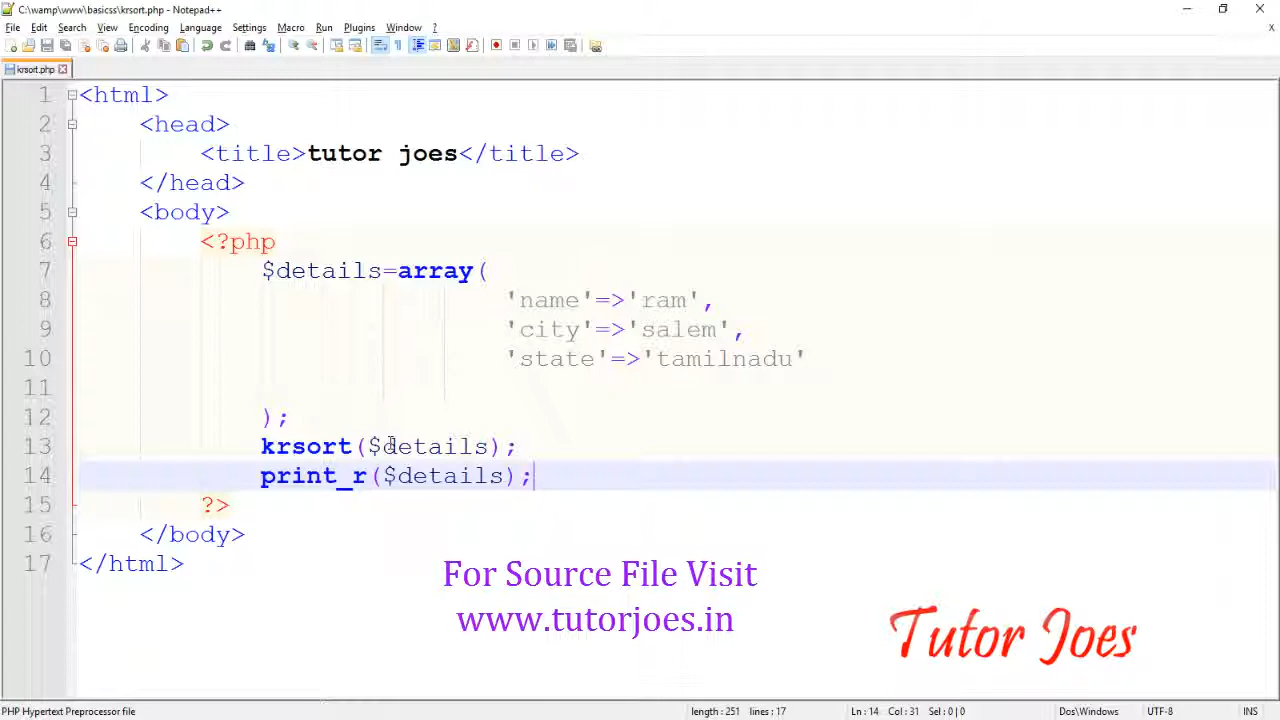 C:\wamp\www\basicss\krsort.php - Notepad++
File Edit Search View Encoding Language Settings Macro Run Plugins Window ?
X
krsort.php
1 <html>
2 <head>
3 <title>tutor joes</title>
4 </head>
5 <body>
6 <?php
7 $details=array(
8 'name'=>'ram',
9 'city'=>'salem',
10 'state'=>'tamilnadu'
11
12 );
13 krsort($details);
14 print_r($details);
15 ?>
16 </body>
17 </html>
For Source File Visit
www.tutorjoes.in
Tutor Joes
PHP Hypertext Preprocessor file length : 251 lines : 17 Ln : 14 Col : 31 Sel : 0 | 0 Dos\Windows UTF-8 INS